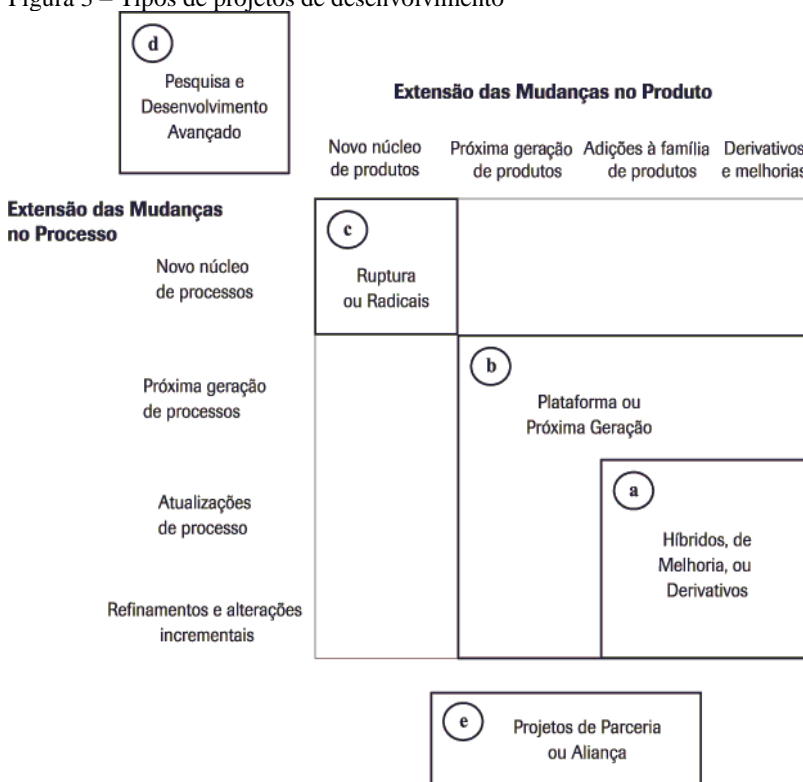 Figura 3 – Tipos de projetos de desenvolvimento
d
Pesquisa e
Desenvolvimento
Avançado
Extensão das Mudanças no Produto
Novo núcleo
de produtos
Próxima geração
de produtos
Adições à família
de produtos
Derivativos
e melhorias
Extensão das Mudanças
no Processo
Novo núcleo
de processos
c
Ruptura
ou Radicais
Próxima geração
de processos
b
Plataforma ou
Próxima Geração
Atualizações
de processo
a
Híbridos, de
Melhoria, ou
Derivativos
Refinamentos e alterações
incrementais
e
Projetos de Parceria
ou Aliança